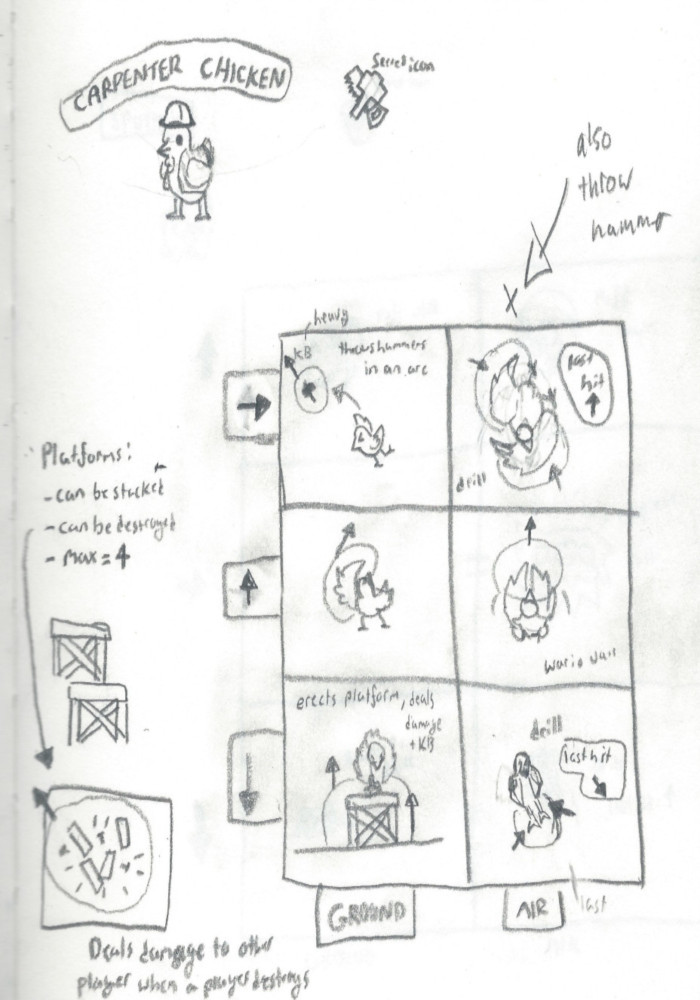 CARPENTER CHICKEN
Secret icon
also
throw
hammer
X
heavy
KB
throws hammers
in an arc
last
hit
drill
Platforms:
- can be stacked
- can be destroyed
- max = 4
erects platform, deals
damage
+ KB
drill
last hit
last
GROUND
AIR
Deals damage to other
player when a player destroys